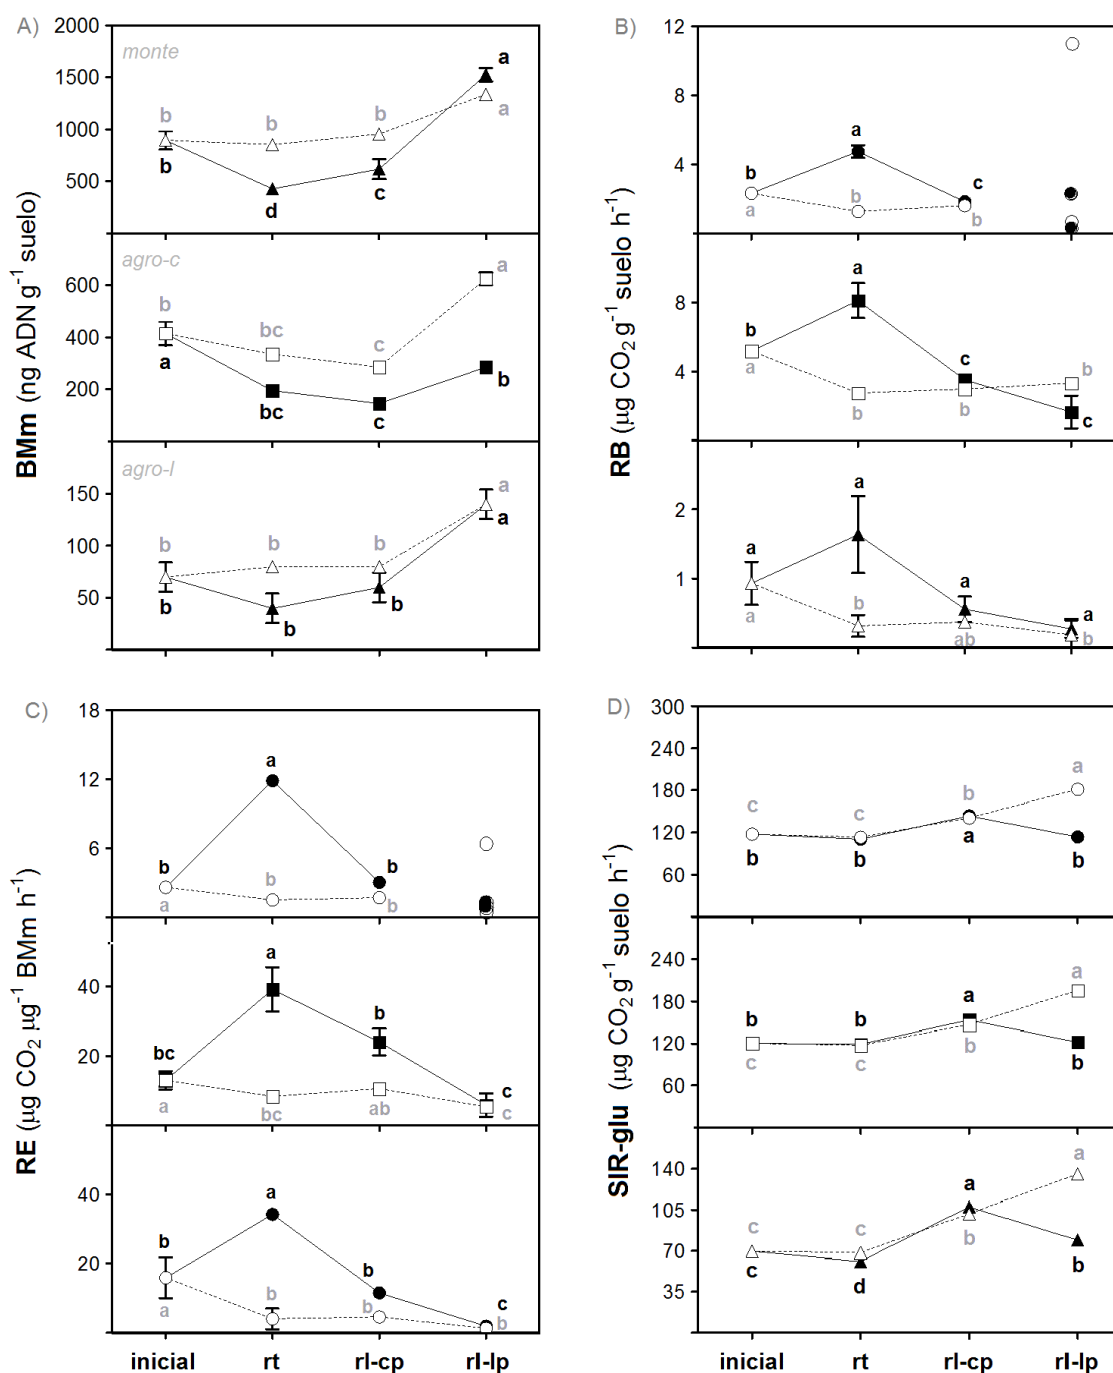 A)
BMm (ng ADN g⁻¹ suelo)
2000
1500
1000
500
monte
b
b
b
a
b
d
c
a
600
400
200
agro-c
b
bc
c
a
a
bc
c
b
150
100
50
agro-l
b
b
b
a
b
b
b
a
B)
RB (µg CO₂ g⁻¹ suelo h⁻¹)
12
8
4
b
a
c
a
b
b
8
4
b
a
c
c
a
b
b
b
2
1
a
a
a
a
a
b
ab
b
C)
RE (µg CO₂ µg⁻¹ BMm h⁻¹)
18
12
6
b
a
b
a
b
b
40
20
bc
a
b
c
a
bc
ab
c
40
20
b
a
b
c
a
b
b
b
inicial rt rl-cp rl-lp
D)
SIR-glu (µg CO₂ g⁻¹ suelo h⁻¹)
300
240
180
120
60
c
c
b
a
b
b
a
b
240
180
120
60
b
b
a
a
c
c
b
b
140
105
70
35
c
c
a
a
c
d
b
b
inicial rt rl-cp rl-lp